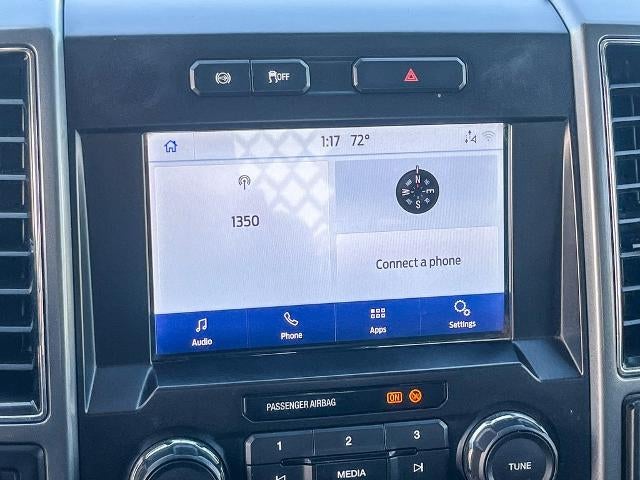 OFF
1:17 72°
1350
N
W E
S
Connect a phone
Audio Phone Apps Settings
PASSENGER AIRBAG ON
1 2 3
MEDIA
TUNE